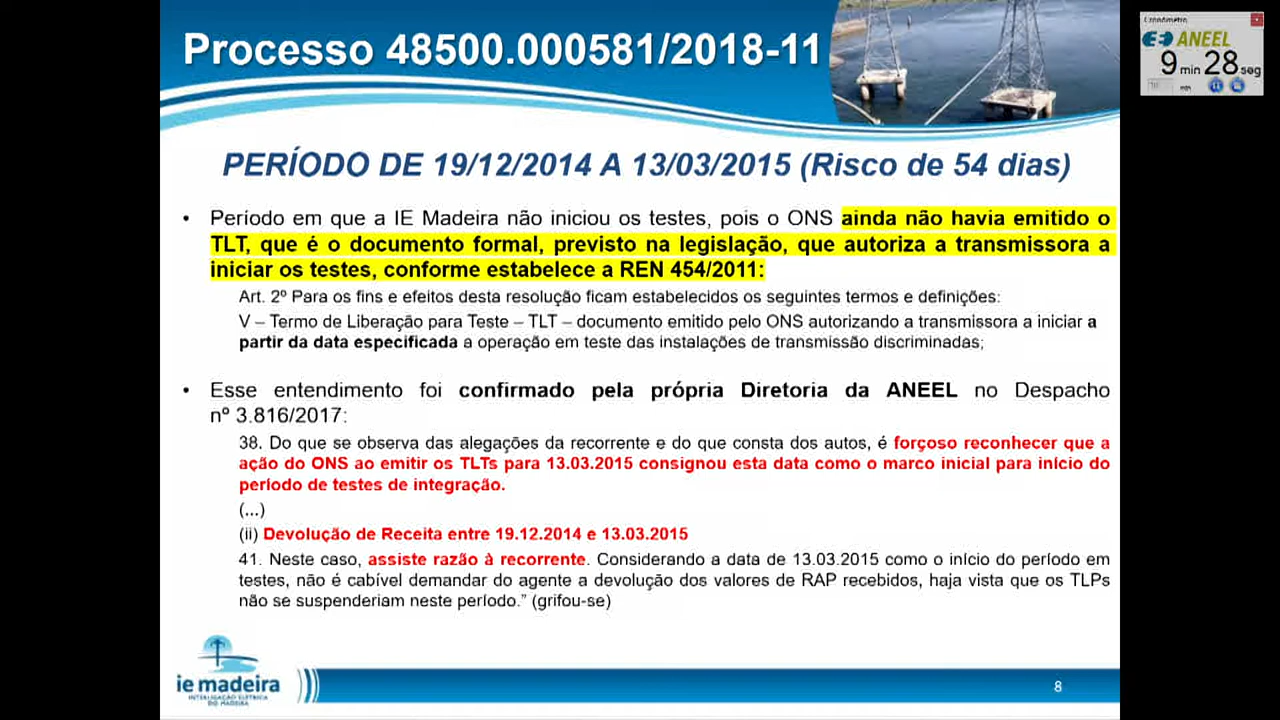 Processo 48500.000581/2018-11
Cronômetro
ANEEL
9 min 28 seg
10 min
PERÍODO DE 19/12/2014 A 13/03/2015 (Risco de 54 dias)
• Período em que a IE Madeira não iniciou os testes, pois o ONS ainda não havia emitido o
TLT, que é o documento formal, previsto na legislação, que autoriza a transmissora a
iniciar os testes, conforme estabelece a REN 454/2011:
Art. 2º Para os fins e efeitos desta resolução ficam estabelecidos os seguintes termos e definições:
V – Termo de Liberação para Teste – TLT – documento emitido pelo ONS autorizando a transmissora a iniciar a
partir da data especificada a operação em teste das instalações de transmissão discriminadas;
• Esse entendimento foi confirmado pela própria Diretoria da ANEEL no Despacho
nº 3.816/2017:
38. Do que se observa das alegações da recorrente e do que consta dos autos, é forçoso reconhecer que a
ação do ONS ao emitir os TLTs para 13.03.2015 consignou esta data como o marco inicial para início do
período de testes de integração.
(...)
(ii) Devolução de Receita entre 19.12.2014 e 13.03.2015
41. Neste caso, assiste razão à recorrente. Considerando a data de 13.03.2015 como o início do período em
testes, não é cabível demandar do agente a devolução dos valores de RAP recebidos, haja vista que os TLPs
não se suspenderiam neste período.” (grifou-se)
ie madeira
INTERLIGAÇÃO ELÉTRICA
DO MADEIRA
8